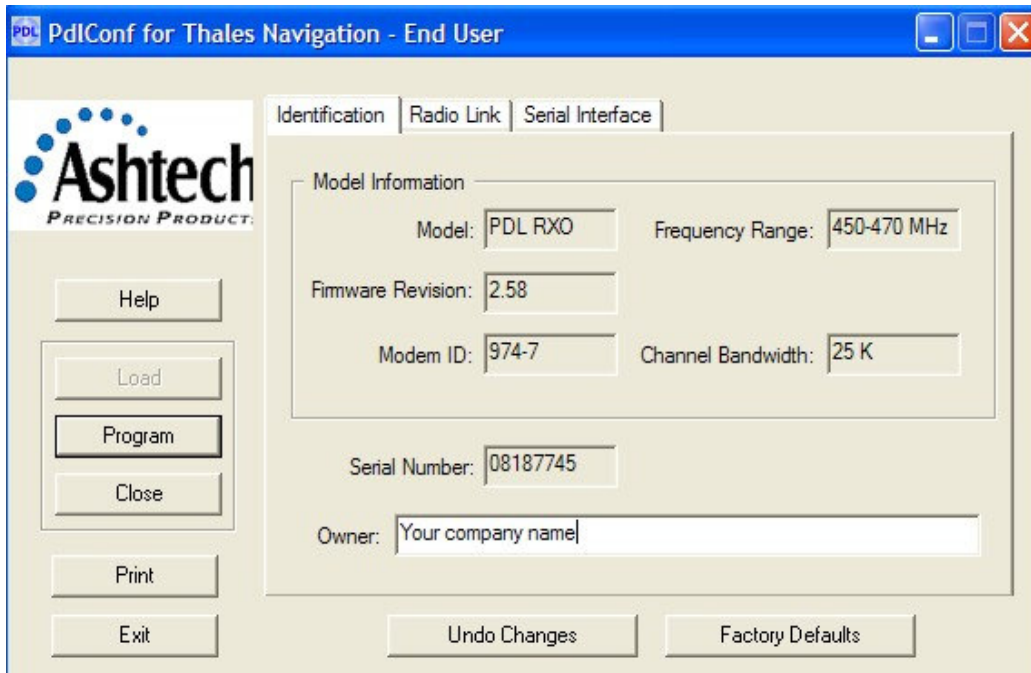 PDL PdlConf for Thales Navigation - End User
Ashtech
PRECISION PRODUCT
Identification Radio Link Serial Interface
Model Information
Model: PDL RXO Frequency Range: 450-470 MHz
Firmware Revision: 2.58
Modem ID: 974-7 Channel Bandwidth: 25 K
Serial Number: 08187745
Owner: Your company name
Help
Load
Program
Close
Print
Exit
Undo Changes Factory Defaults